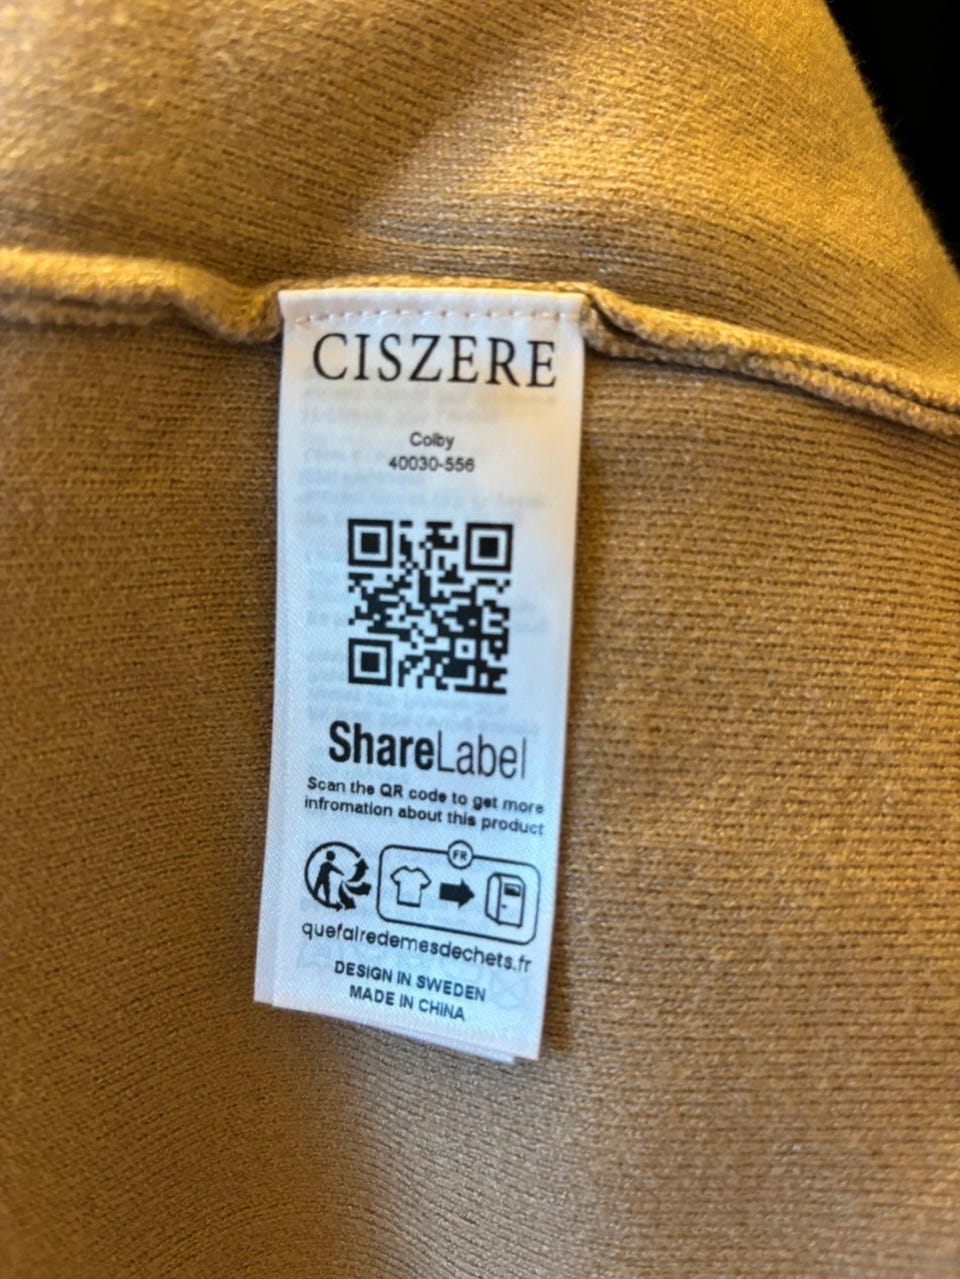 CISZERE
Colby
40030-556
ShareLabel
Scan the QR code to get more
infromation about this product
FR
quefairedemesdechets.fr
DESIGN IN SWEDEN
MADE IN CHINA